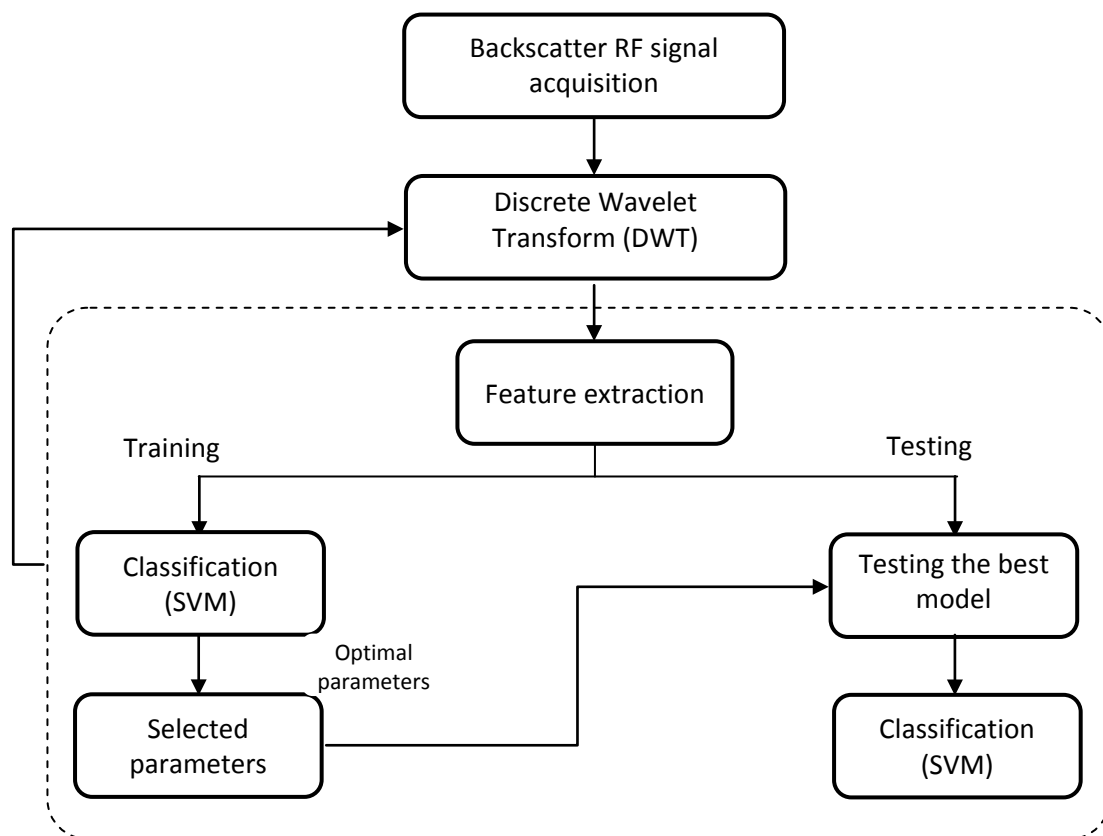 Backscatter RF signal
acquisition
Discrete Wavelet
Transform (DWT)
Feature extraction
Training
Testing
Classification
(SVM)
Testing the best
model
Optimal
parameters
Selected
parameters
Classification
(SVM)